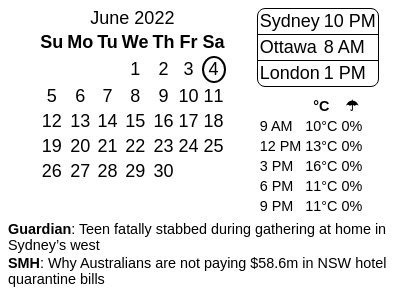 June 2022
Su Mo Tu We Th Fr Sa
1 2 3 4
5 6 7 8 9 10 11
12 13 14 15 16 17 18
19 20 21 22 23 24 25
26 27 28 29 30
Sydney 10 PM
Ottawa 8 AM
London 1 PM
°C ☂
9 AM 10°C 0%
12 PM 13°C 0%
3 PM 16°C 0%
6 PM 11°C 0%
9 PM 11°C 0%
Guardian: Teen fatally stabbed during gathering at home in
Sydney’s west
SMH: Why Australians are not paying $58.6m in NSW hotel
quarantine bills